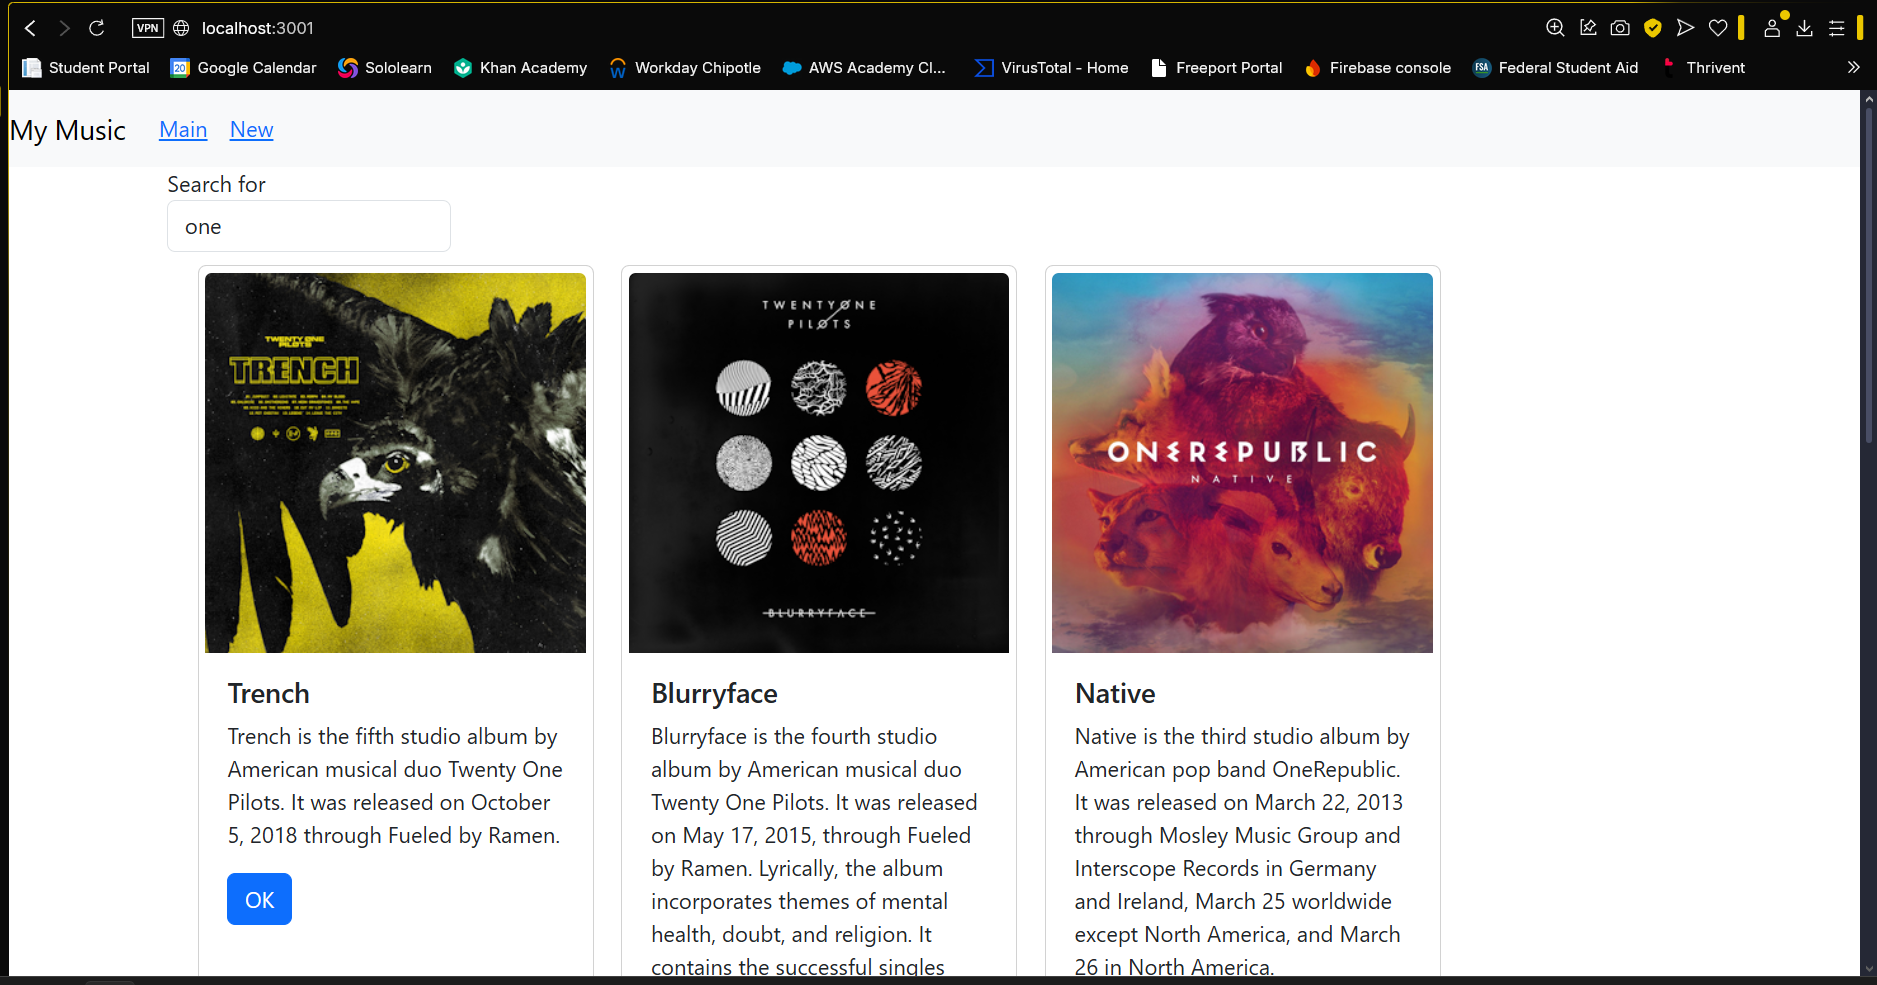 VPN localhost:3001
Student Portal Google Calendar Sololearn Khan Academy Workday Chipotle AWS Academy Cl... VirusTotal - Home Freeport Portal Firebase console Federal Student Aid Thrivent
20
FSA
My Music Main New
Search for
one
TWENTY ONE
PILOTS
TRENCH
TWENTYØNE
PILØTS
BLURRYFACE
ONEREPUBLIC
NATIVE
Trench
Trench is the fifth studio album by
American musical duo Twenty One
Pilots. It was released on October
5, 2018 through Fueled by Ramen.
OK
Blurryface
Blurryface is the fourth studio
album by American musical duo
Twenty One Pilots. It was released
on May 17, 2015, through Fueled
by Ramen. Lyrically, the album
incorporates themes of mental
health, doubt, and religion. It
contains the successful singles
Native
Native is the third studio album by
American pop band OneRepublic.
It was released on March 22, 2013
through Mosley Music Group and
Interscope Records in Germany
and Ireland, March 25 worldwide
except North America, and March
26 in North America.